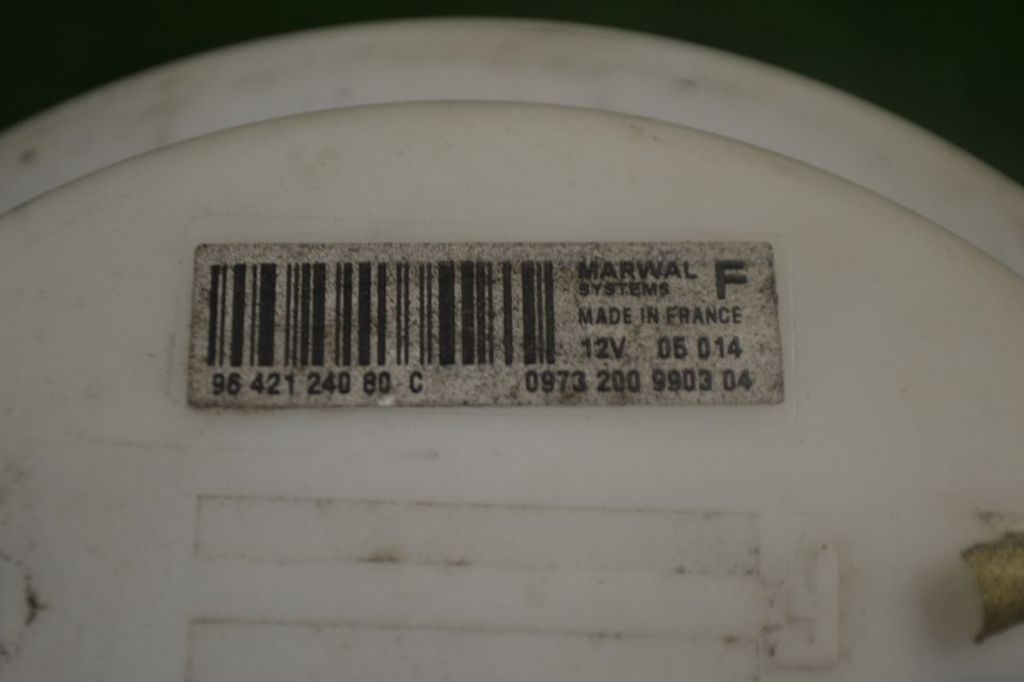 MARWAL F
SYSTEMS
MADE IN FRANCE
12V 05 014
96 421 240 80 C 0973 200 9903 04